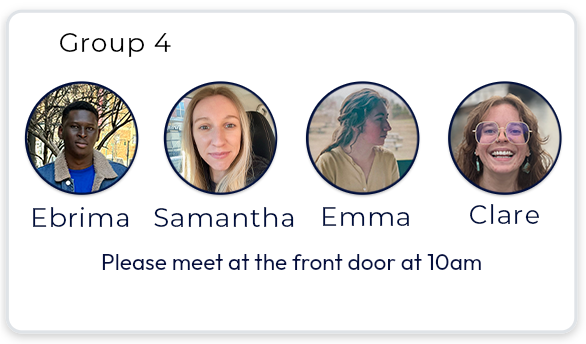 Group 4
Ebrima Samantha Emma Clare
Please meet at the front door at 10am